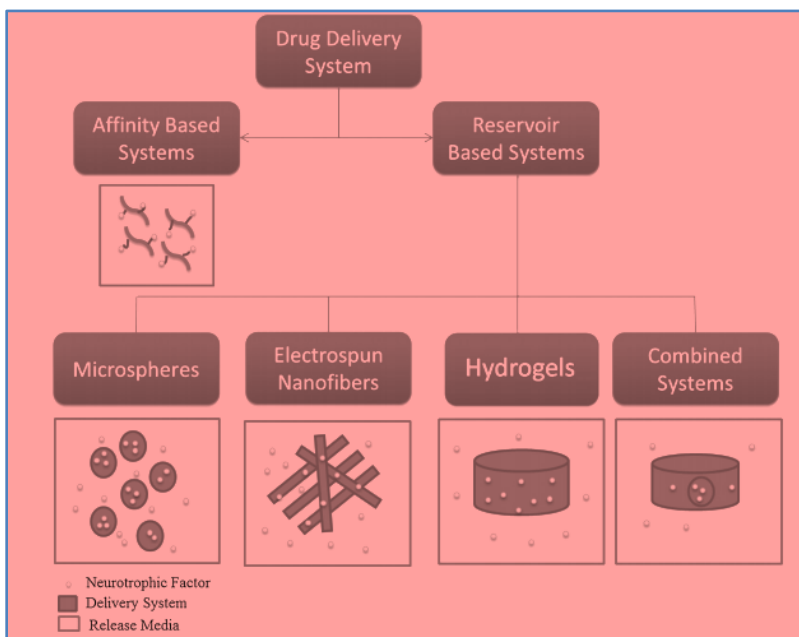 Drug Delivery
System
Affinity Based
Systems
Reservoir
Based Systems
Microspheres
Electrospun
Nanofibers
Hydrogels
Combined
Systems
Neurotrophic Factor
Delivery System
Release Media